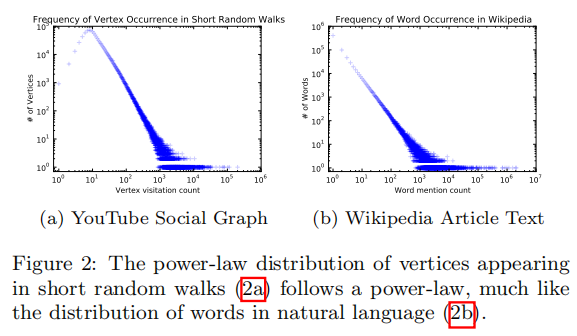 Frequency of Vertex Occurrence in Short Random Walks
# of Vertices
10^5
10^4
10^3
10^2
10^1
10^0
10^0 10^1 10^2 10^3 10^4 10^5 10^6
Vertex visitation count
Frequency of Word Occurrence in Wikipedia
# of Words
10^6
10^5
10^4
10^3
10^2
10^1
10^0
10^0 10^1 10^2 10^3 10^4 10^5 10^6 10^7
Word mention count
(a) YouTube Social Graph
(b) Wikipedia Article Text
Figure 2: The power-law distribution of vertices appearing
in short random walks (2a) follows a power-law, much like
the distribution of words in natural language (2b).